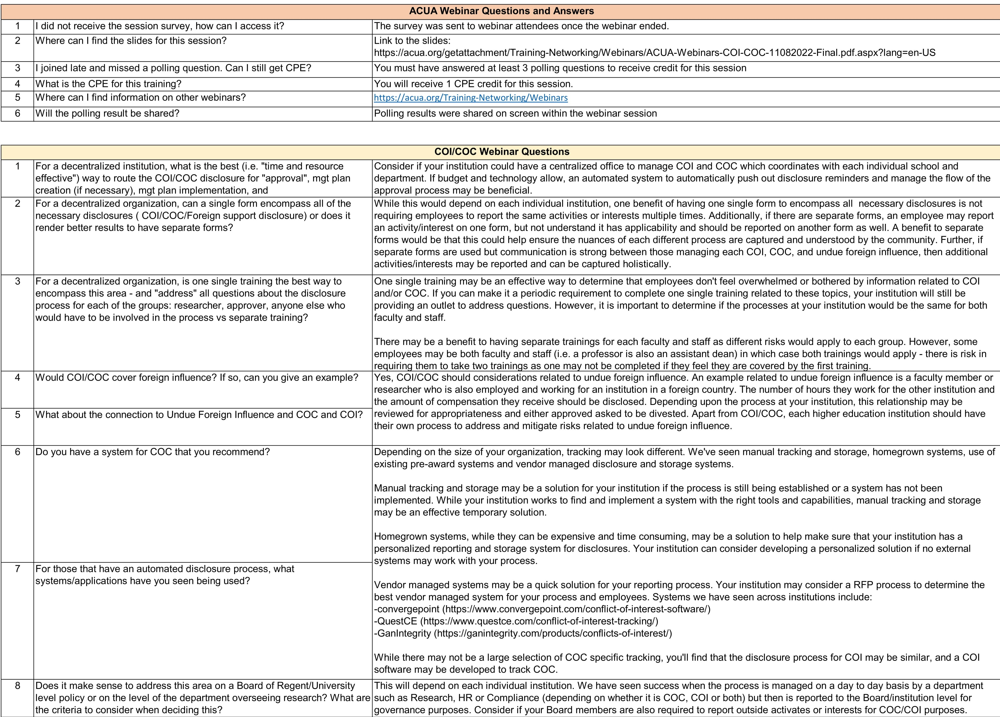 ACUA Webinar Questions and Answers
1
I did not receive the session survey, how can I access it?
The survey was sent to webinar attendees once the webinar ended.
2
Where can I find the slides for this session?
Link to the slides:
https://acua.org/getattachment/Training-Networking/Webinars/ACUA-Webinars-COI-COC-11082022-Final.pdf.aspx?lang=en-US
3
I joined late and missed a polling question. Can I still get CPE?
You must have answered at least 3 polling questions to receive credit for this session
4
What is the CPE for this training?
You will receive 1 CPE credit for this session.
5
Where can I find information on other webinars?
https://acua.org/Training-Networking/Webinars
6
Will the polling result be shared?
Polling results were shared on screen within the webinar session
COI/COC Webinar Questions
1
For a decentralized institution, what is the best (i.e. "time and resource
effective") way to route the COI/COC disclosure for "approval", mgt plan
creation (if necessary), mgt plan implementation, and
Consider if your institution could have a centralized office to manage COI and COC which coordinates with each individual school and
department. If budget and technology allow, an automated system to automatically push out disclosure reminders and manage the flow of the
approval process may be beneficial.
2
For a decentralized organization, can a single form encompass all of the
necessary disclosures ( COI/COC/Foreign support disclosure) or does it
render better results to have separate forms?
While this would depend on each individual institution, one benefit of having one single form to encompass all  necessary disclosures is not
requiring employees to report the same activities or interests multiple times. Additionally, if there are separate forms, an employee may report
an activity/interest on one form, but not understand it has applicability and should be reported on another form as well. A benefit to separate
forms would be that this could help ensure the nuances of each different process are captured and understood by the community. Further, if
separate forms are used but communication is strong between those managing each COI, COC, and undue foreign influence, then additional
activities/interests may be reported and can be captured holistically.
3
For a decentralized organization, is one single training the best way to
encompass this area - and "address" all questions about the disclosure
process for each of the groups: researcher, approver, anyone else who
would have to be involved in the process vs separate training?
One single training may be an effective way to determine that employees don't feel overwhelmed or bothered by information related to COI
and/or COC. If you can make it a periodic requirement to complete one single training related to these topics, your institution will still be
providing an outlet to address questions. However, it is important to determine if the processes at your institution would be the same for both
faculty and staff.
There may be a benefit to having separate trainings for each faculty and staff as different risks would apply to each group. However, some
employees may be both faculty and staff (i.e. a professor is also an assistant dean) in which case both trainings would apply - there is risk in
requiring them to take two trainings as one may not be completed if they feel they are covered by the first training.
4
Would COI/COC cover foreign influence? If so, can you give an example?
5
What about the connection to Undue Foreign Influence and COC and COI?
Yes, COI/COC should considerations related to undue foreign influence. An example related to undue foreign influence is a faculty member or
researcher who is also employed and working for an institution in a foreign country. The number of hours they work for the other institution and
the amount of compensation they receive should be disclosed. Depending upon the process at your institution, this relationship may be
reviewed for appropriateness and either approved asked to be divested. Apart from COI/COC, each higher education institution should have
their own process to address and mitigate risks related to undue foreign influence.
6
Do you have a system for COC that you recommend?
7
For those that have an automated disclosure process, what
systems/applications have you seen being used?
Depending on the size of your organization, tracking may look different. We've seen manual tracking and storage, homegrown systems, use of
existing pre-award systems and vendor managed disclosure and storage systems.
Manual tracking and storage may be a solution for your institution if the process is still being established or a system has not been
implemented. While your institution works to find and implement a system with the right tools and capabilities, manual tracking and storage
may be an effective temporary solution.
Homegrown systems, while they can be expensive and time consuming, may be a solution to help make sure that your institution has a
personalized reporting and storage system for disclosures. Your institution can consider developing a personalized solution if no external
systems may work with your process.
Vendor managed systems may be a quick solution for your reporting process. Your institution may consider a RFP process to determine the
best vendor managed system for your process and employees. Systems we have seen across institutions include:
-convergepoint (https://www.convergepoint.com/conflict-of-interest-software/)
-QuestCE (https://www.questce.com/conflict-of-interest-tracking/)
-GanIntegrity (https://ganintegrity.com/products/conflicts-of-interest/)
While there may not be a large selection of COC specific tracking, you'll find that the disclosure process for COI may be similar, and a COI
software may be developed to track COC.
8
Does it make sense to address this area on a Board of Regent/University
level policy or on the level of the department overseeing research? What are
the criteria to consider when deciding this?
This will depend on each individual institution. We have seen success when the process is managed on a day to day basis by a department
such as Research, HR or Compliance (depending on whether it is COC, COI or both) but then is reported to the Board/institution level for
governance purposes. Consider if your Board members are also required to report outside activates or interests for COC/COI purposes.